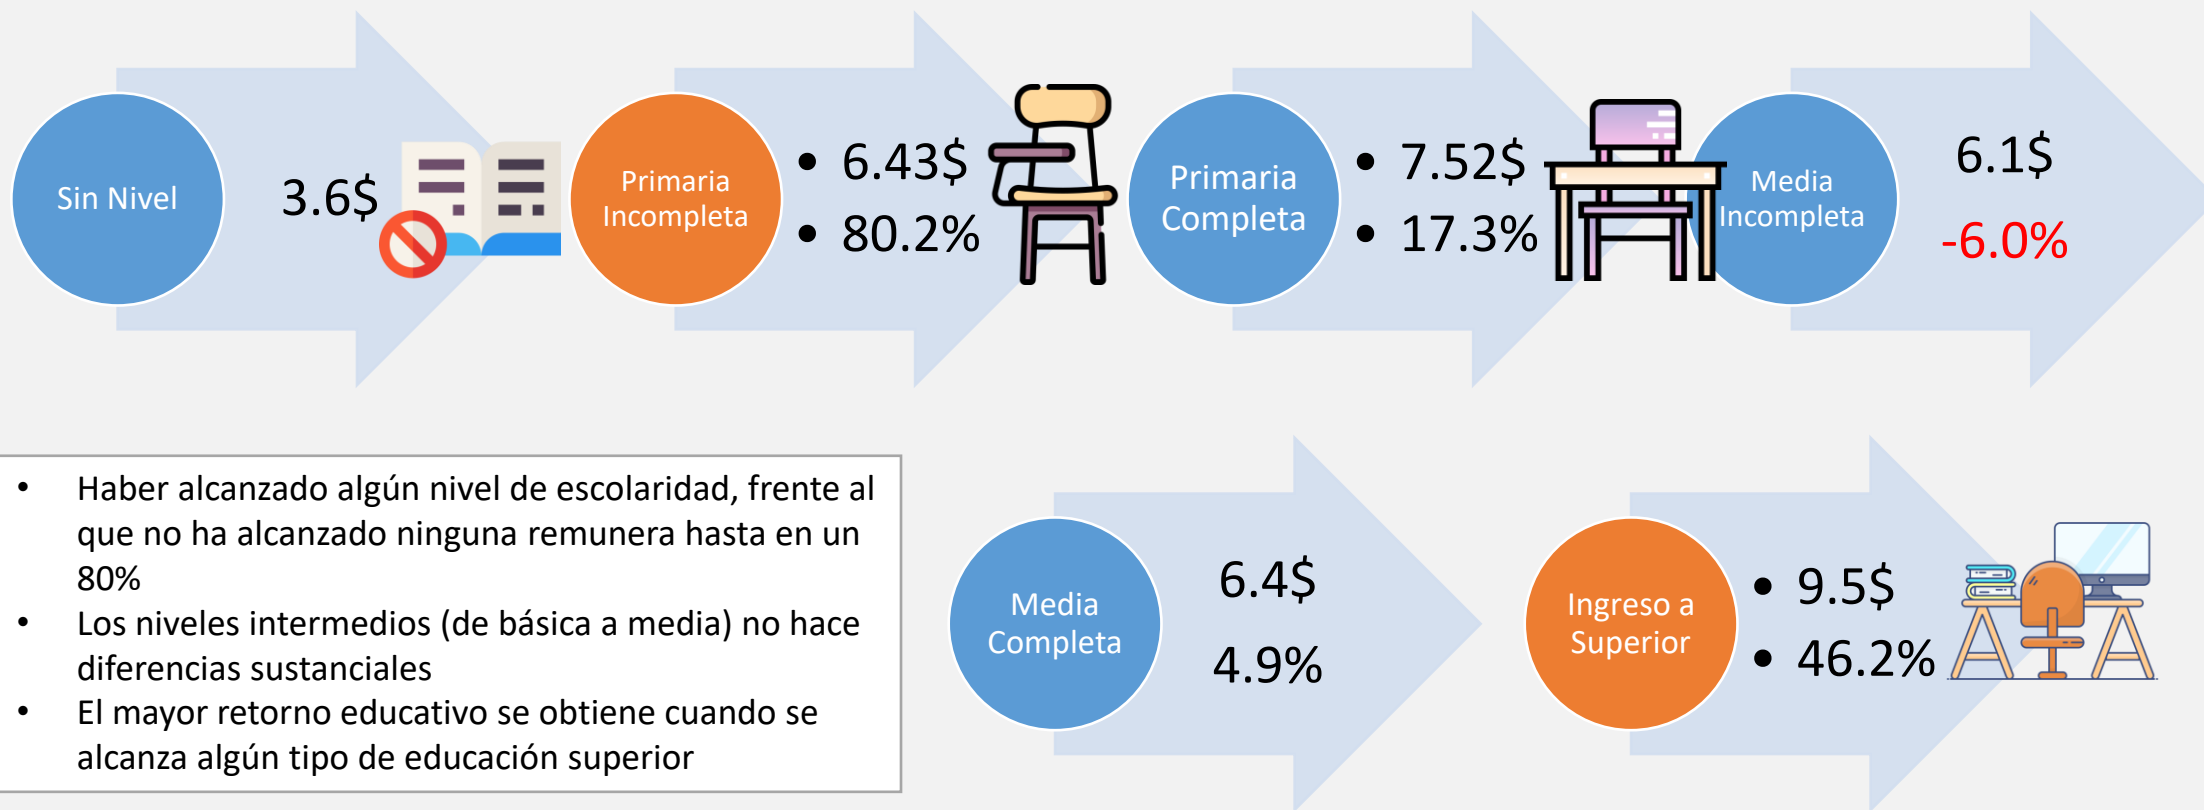 Sin Nivel
3.6$
Primaria
Incompleta
• 6.43$
• 80.2%
Primaria
Completa
• 7.52$
• 17.3%
Media
Incompleta
6.1$
-6.0%
• Haber alcanzado algún nivel de escolaridad, frente al
que no ha alcanzado ninguna remunera hasta en un
80%
• Los niveles intermedios (de básica a media) no hace
diferencias sustanciales
• El mayor retorno educativo se obtiene cuando se
alcanza algún tipo de educación superior
Media
Completa
6.4$
4.9%
Ingreso a
Superior
• 9.5$
• 46.2%